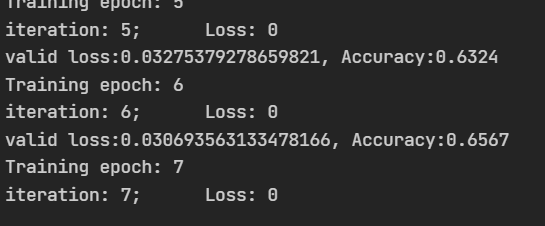 Training epoch: 5
iteration: 5;      Loss: 0
valid loss:0.03275379278659821, Accuracy:0.6324
Training epoch: 6
iteration: 6;      Loss: 0
valid loss:0.030693563133478166, Accuracy:0.6567
Training epoch: 7
iteration: 7;      Loss: 0